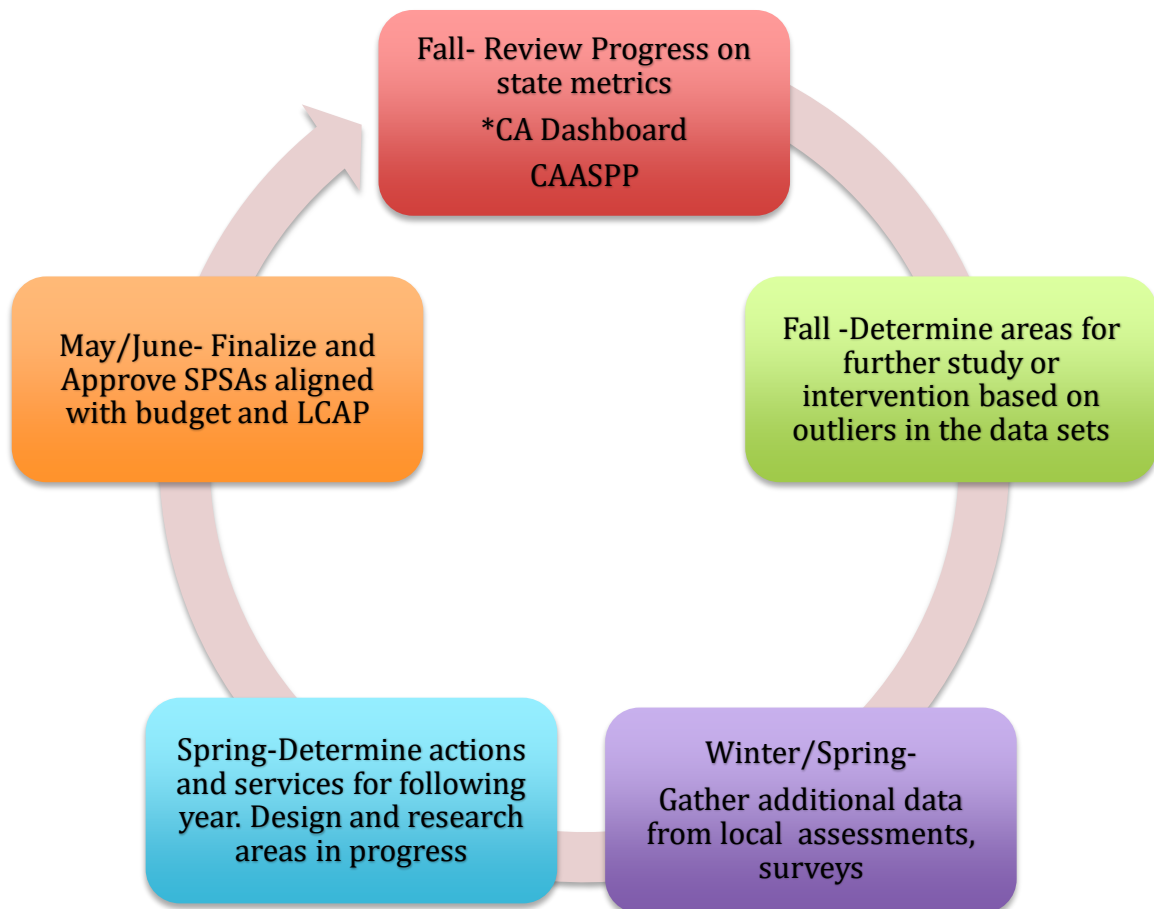 Fall- Review Progress on
state metrics
*CA Dashboard
CAASPP
Fall -Determine areas for
further study or
intervention based on
outliers in the data sets
Winter/Spring-
Gather additional data
from local assessments,
surveys
Spring-Determine actions
and services for following
year. Design and research
areas in progress
May/June- Finalize and
Approve SPSAs aligned
with budget and LCAP